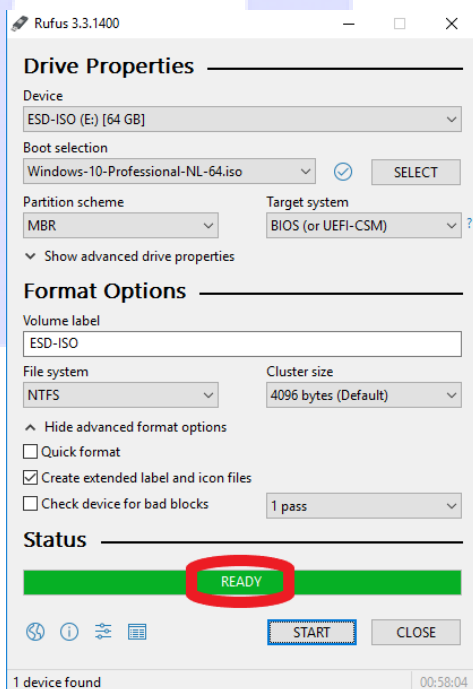 Rufus 3.3.1400
Drive Properties
Device
ESD-ISO (E:) [64 GB]
Boot selection
Windows-10-Professional-NL-64.iso
SELECT
Partition scheme
Target system
MBR
BIOS (or UEFI-CSM)
?
Show advanced drive properties
Format Options
Volume label
ESD-ISO
File system
Cluster size
NTFS
4096 bytes (Default)
Hide advanced format options
Quick format
Create extended label and icon files
Check device for bad blocks
1 pass
Status
READY
START
CLOSE
1 device found
00:58:04